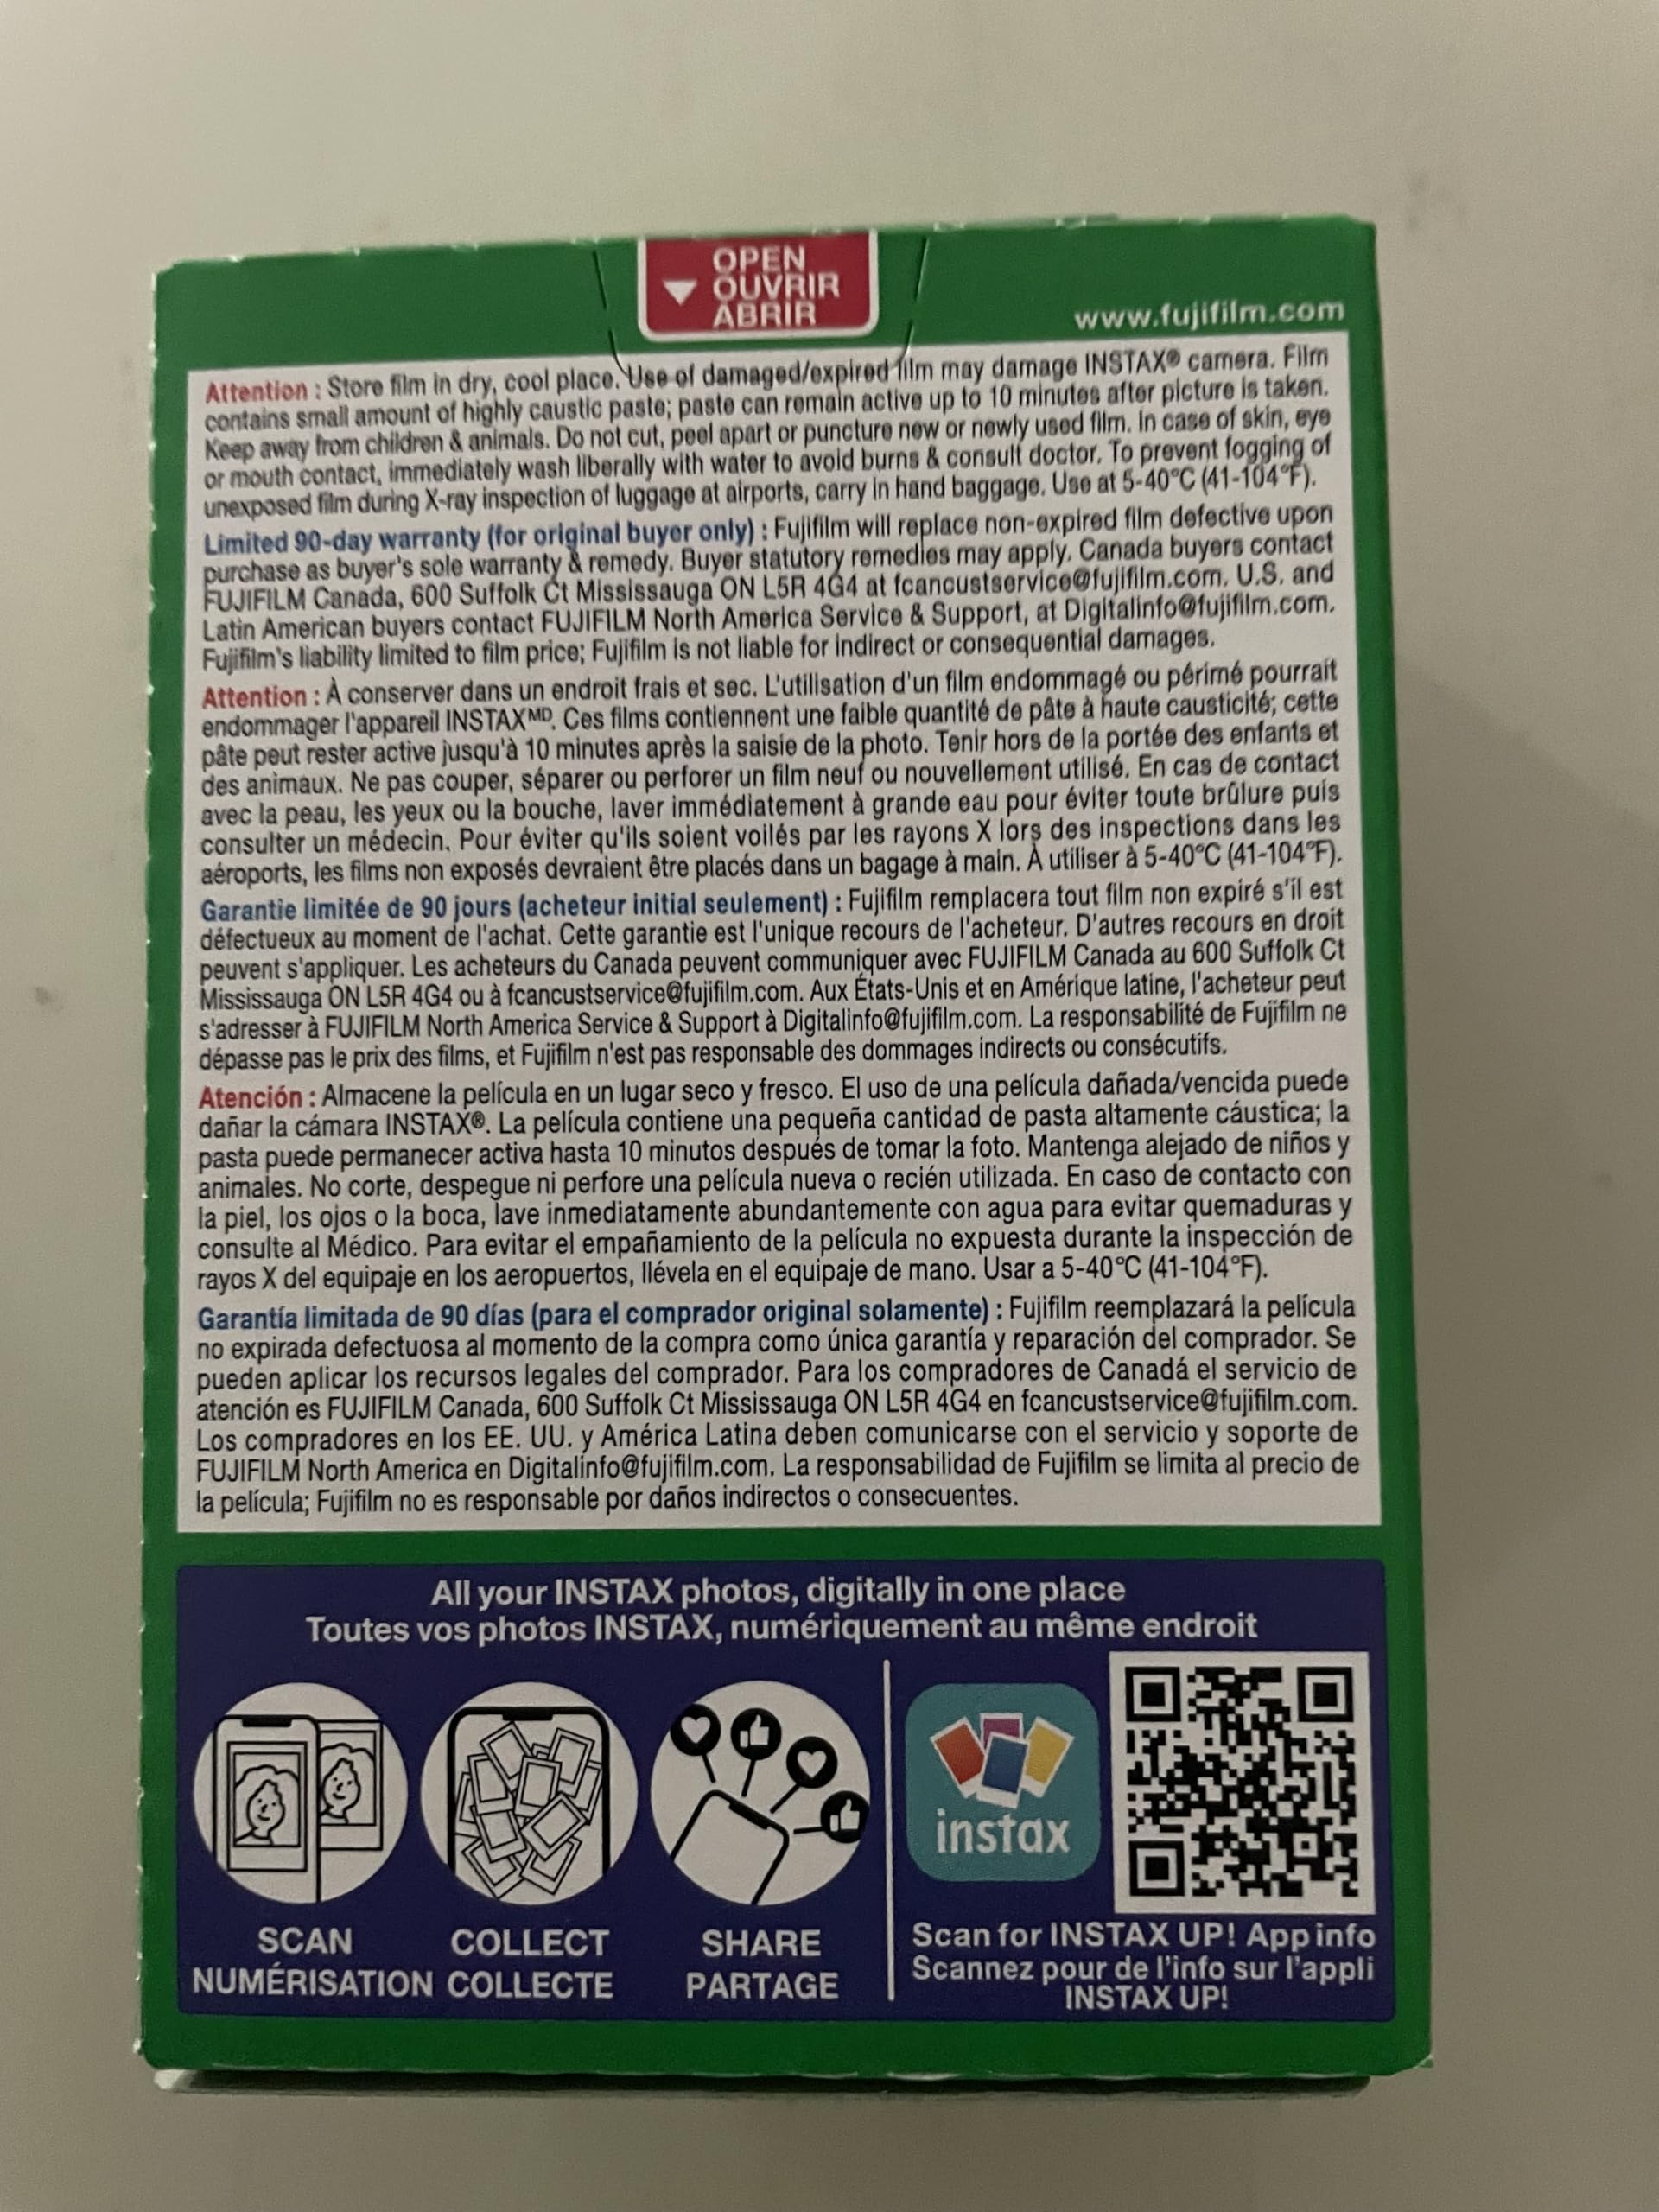 OPEN
OUVRIR
ABRIR
www.fujifilm.com
Attention : Store film in dry, cool place. Use of damaged/expired film may damage INSTAX® camera. Film
contains small amount of highly caustic paste; paste can remain active up to 10 minutes after picture is taken.
Keep away from children & animals. Do not cut, peel apart or puncture new or newly used film. In case of skin, eye
or mouth contact, immediately wash liberally with water to avoid burns & consult doctor. To prevent fogging of
unexposed film during X-ray inspection of luggage at airports, carry in hand baggage. Use at 5-40°C (41-104°F).
Limited 90-day warranty (for original buyer only) : Fujifilm will replace non-expired film defective upon
purchase as buyer's sole warranty & remedy. Buyer statutory remedies may apply. Canada buyers contact
FUJIFILM Canada, 600 Suffolk Ct Mississauga ON L5R 4G4 at fcancustservice@fujifilm.com. U.S. and
Latin American buyers contact FUJIFILM North America Service & Support, at Digitalinfo@fujifilm.com.
Fujifilm's liability limited to film price; Fujifilm is not liable for indirect or consequential damages.
Attention : À conserver dans un endroit frais et sec. L'utilisation d'un film endommagé ou périmé pourrait
endommager l'appareil INSTAXᴹᴰ. Ces films contiennent une faible quantité de pâte à haute causticité; cette
pâte peut rester active jusqu'à 10 minutes après la saisie de la photo. Tenir hors de la portée des enfants et
des animaux. Ne pas couper, séparer ou perforer un film neuf ou nouvellement utilisé. En cas de contact
avec la peau, les yeux ou la bouche, laver immédiatement à grande eau pour éviter toute brûlure puis
consulter un médecin. Pour éviter qu'ils soient voilés par les rayons X lors des inspections dans les
aéroports, les films non exposés devraient être placés dans un bagage à main. À utiliser à 5-40°C (41-104°F).
Garantie limitée de 90 jours (acheteur initial seulement) : Fujifilm remplacera tout film non expiré s'il est
défectueux au moment de l'achat. Cette garantie est l'unique recours de l'acheteur. D'autres recours en droit
peuvent s'appliquer. Les acheteurs du Canada peuvent communiquer avec FUJIFILM Canada au 600 Suffolk Ct
Mississauga ON L5R 4G4 ou à fcancustservice@fujifilm.com. Aux États-Unis et en Amérique latine, l'acheteur peut
s'adresser à FUJIFILM North America Service & Support à Digitalinfo@fujifilm.com. La responsabilité de Fujifilm ne
dépasse pas le prix des films, et Fujifilm n'est pas responsable des dommages indirects ou consécutifs.
Atención : Almacene la película en un lugar seco y fresco. El uso de una película dañada/vencida puede
dañar la cámara INSTAX®. La película contiene una pequeña cantidad de pasta altamente cáustica; la
pasta puede permanecer activa hasta 10 minutos después de tomar la foto. Mantenga alejado de niños y
animales. No corte, despegue ni perfore una película nueva o recién utilizada. En caso de contacto con
la piel, los ojos o la boca, lave inmediatamente abundantemente con agua para evitar quemaduras y
consulte al Médico. Para evitar el empañamiento de la película no expuesta durante la inspección de
rayos X del equipaje en los aeropuertos, llévela en el equipaje de mano. Usar a 5-40°C (41-104°F).
Garantía limitada de 90 días (para el comprador original solamente) : Fujifilm reemplazará la película
no expirada defectuosa al momento de la compra como única garantía y reparación del comprador. Se
pueden aplicar los recursos legales del comprador. Para los compradores de Canadá el servicio de
atención es FUJIFILM Canada, 600 Suffolk Ct Mississauga ON L5R 4G4 en fcancustservice@fujifilm.com.
Los compradores en los EE. UU. y América Latina deben comunicarse con el servicio y soporte de
FUJIFILM North America en Digitalinfo@fujifilm.com. La responsabilidad de Fujifilm se limita al precio de
la película; Fujifilm no es responsable por daños indirectos o consecuentes.
All your INSTAX photos, digitally in one place
Toutes vos photos INSTAX, numériquement au même endroit
SCAN
NUMÉRISATION
COLLECT
COLLECTE
SHARE
PARTAGE
instax
Scan for INSTAX UP! App info
Scannez pour de l'info sur l'appli
INSTAX UP!